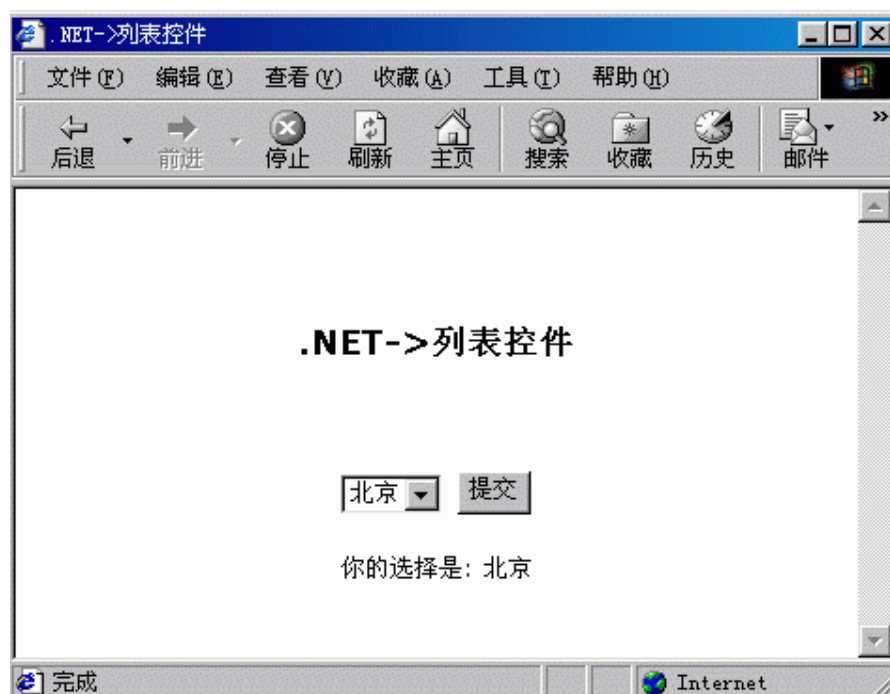 .NET->列表控件
文件(F) 编辑(E) 查看(V) 收藏(A) 工具(T) 帮助(H)
后退 前进 停止 刷新 主页 搜索 收藏 历史 邮件 »
.NET->列表控件
北京 提交
你的选择是: 北京
完成 Internet